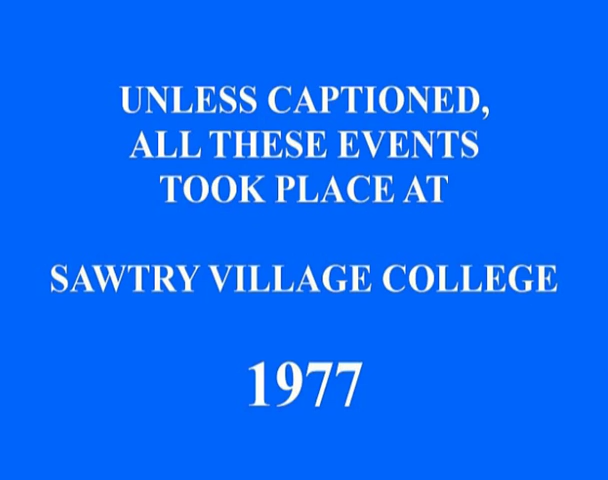 UNLESS CAPTIONED,
ALL THESE EVENTS
TOOK PLACE AT
SAWTRY VILLAGE COLLEGE
1977